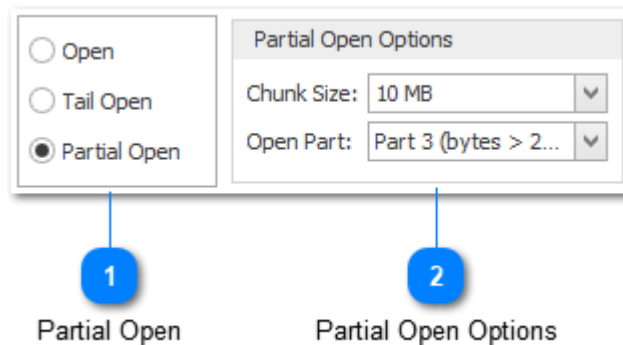 Open
Tail Open
Partial Open
Partial Open Options
Chunk Size: 10 MB
Open Part: Part 3 (bytes > 2...
1
2
Partial Open
Partial Open Options